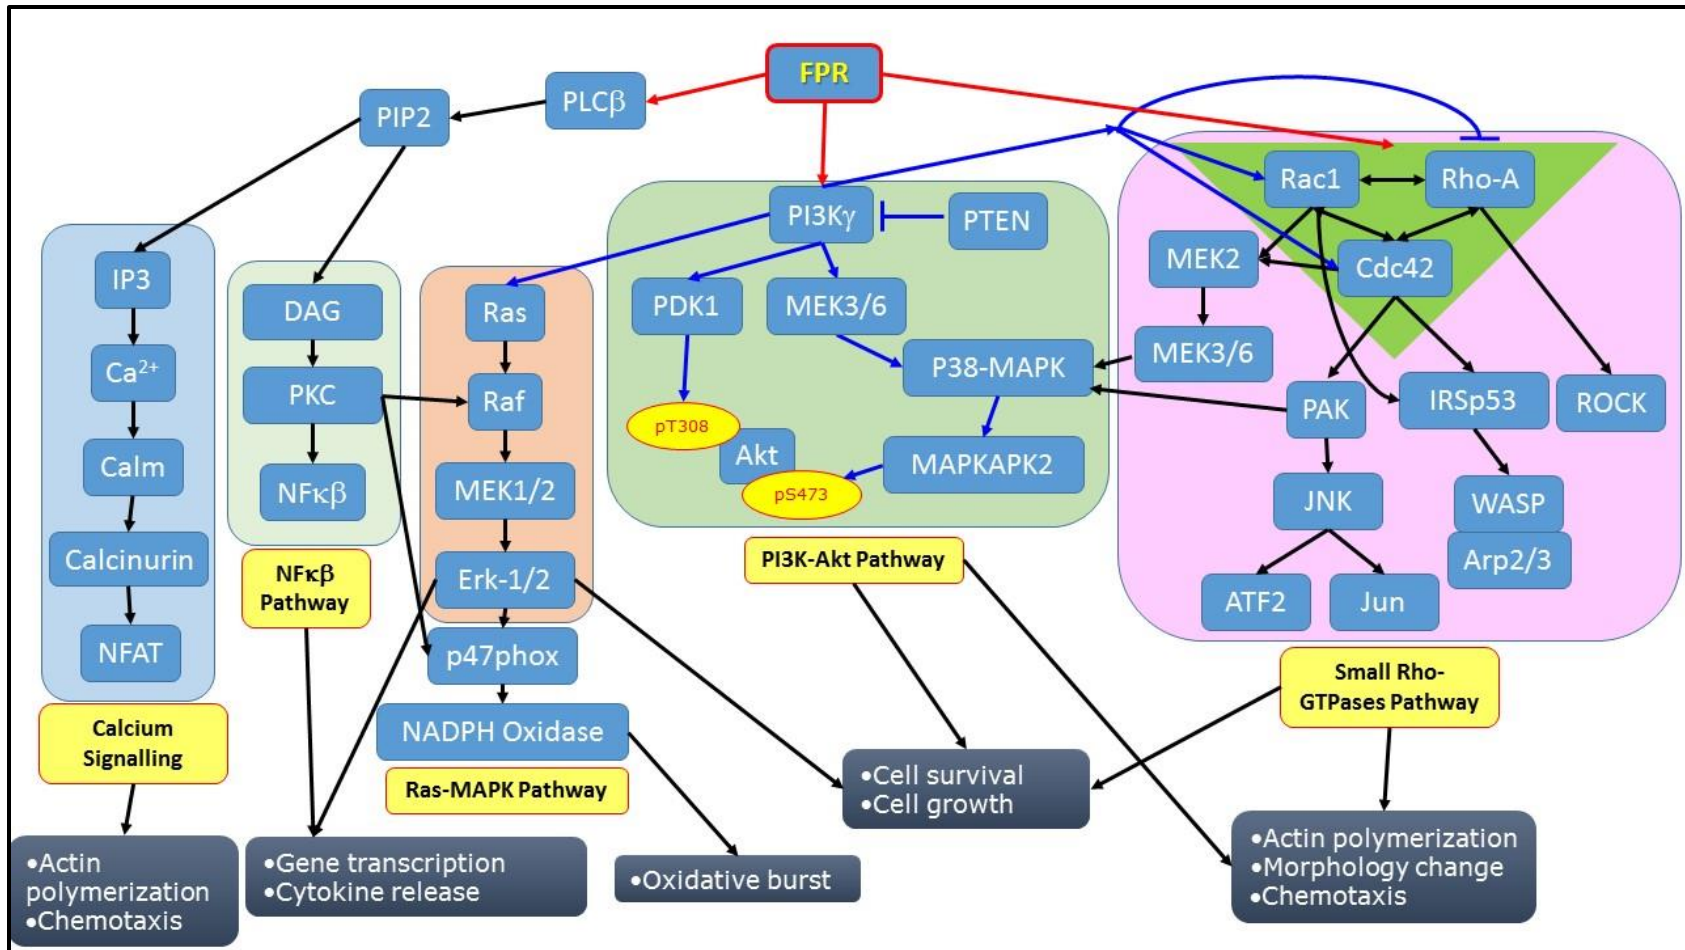 FPR
PLCβ
PIP2
Rac1
Rho-A
PI3Kγ
PTEN
MEK2
Cdc42
IP3
DAG
Ras
PDK1
MEK3/6
MEK3/6
Ca²⁺
P38-MAPK
PKC
Raf
PAK
IRSp53
ROCK
pT308
Akt
MAPKAPK2
Calm
NFκβ
MEK1/2
pS473
JNK
WASP
Calcinurin
Erk-1/2
Arp2/3
ATF2
Jun
NFκβ
Pathway
PI3K-Akt Pathway
NFAT
p47phox
Small Rho-
GTPases Pathway
Calcium
Signalling
NADPH Oxidase
Ras-MAPK Pathway
•Cell survival
•Cell growth
•Actin
polymerization
•Chemotaxis
•Gene transcription
•Cytokine release
•Oxidative burst
•Actin polymerization
•Morphology change
•Chemotaxis